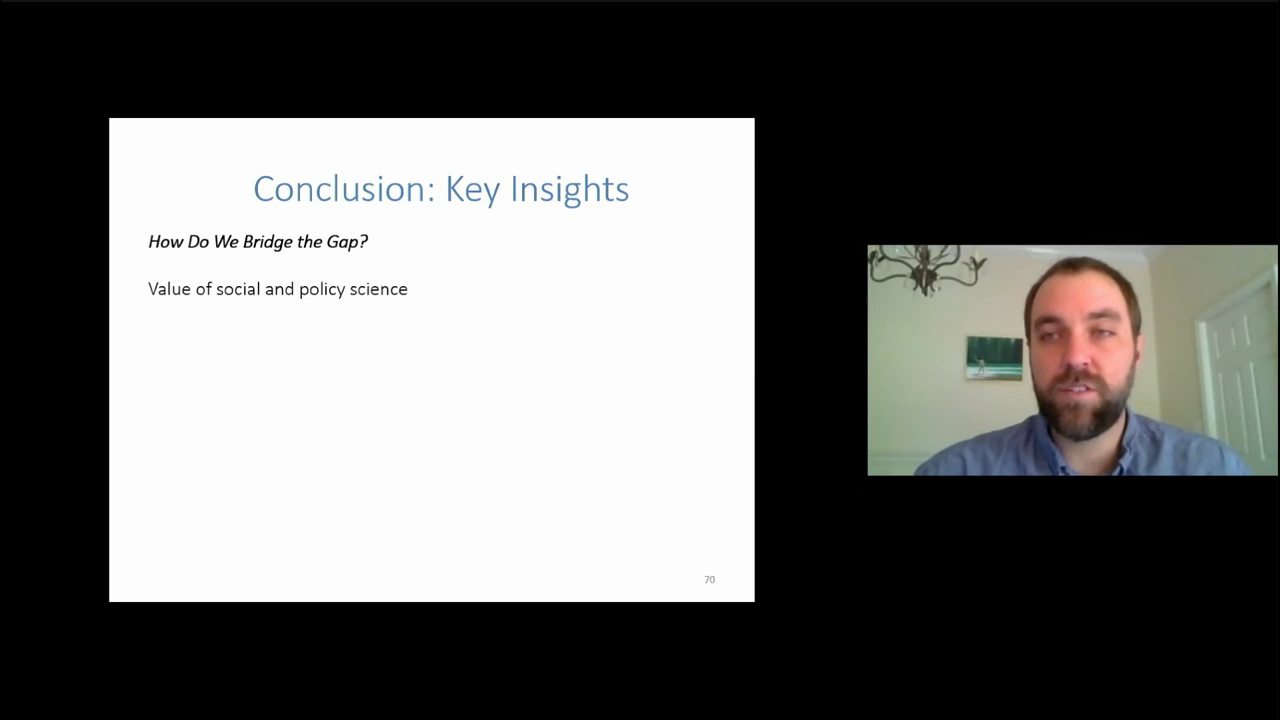 Conclusion: Key Insights
How Do We Bridge the Gap?
Value of social and policy science
70